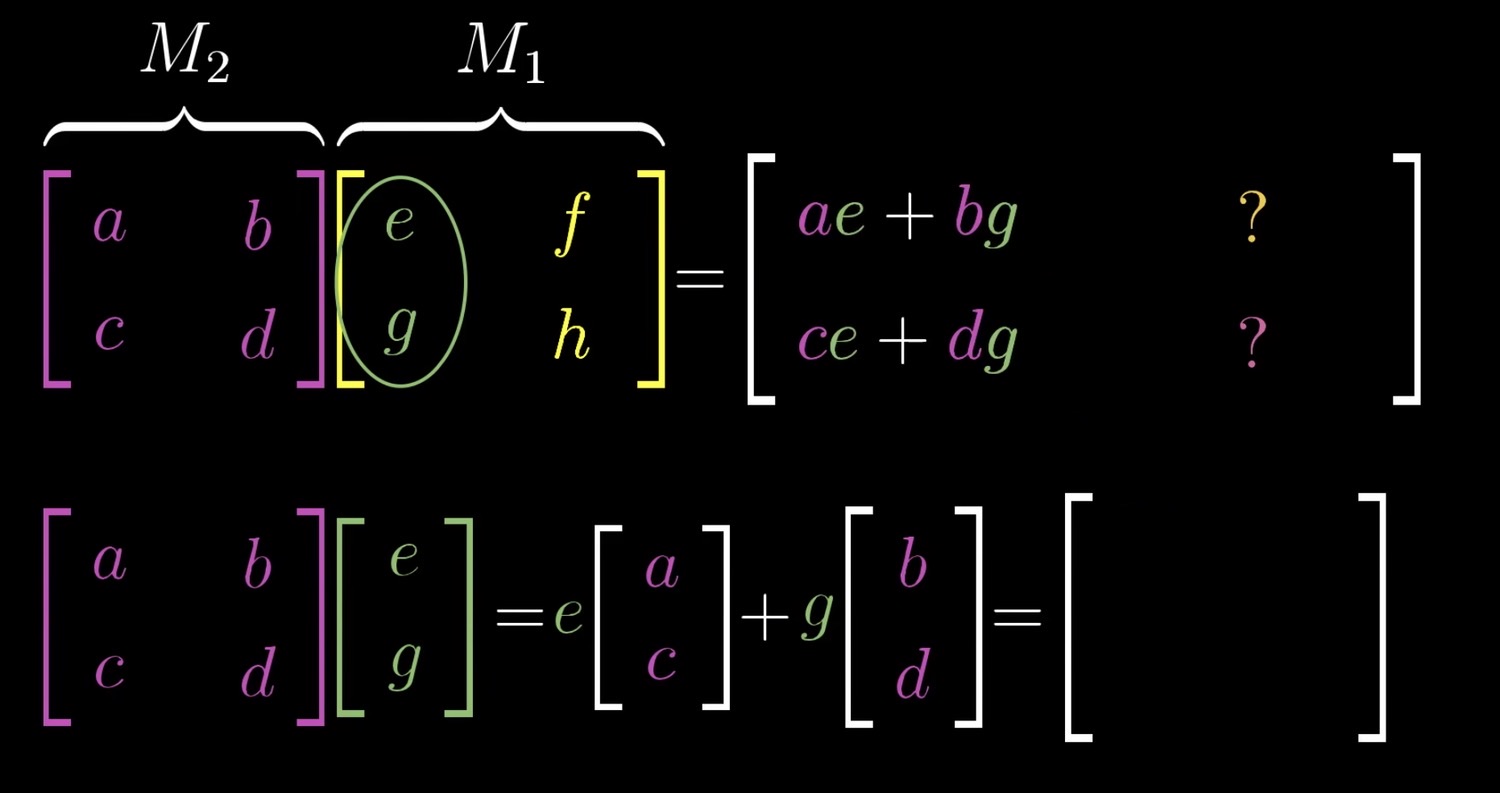 M₂ M₁
[a b; c d] [e f; g h] = [ae + bg ?; ce + dg ?]
[a b; c d] [e; g] = e [a; c] + g [b; d] = [ ]